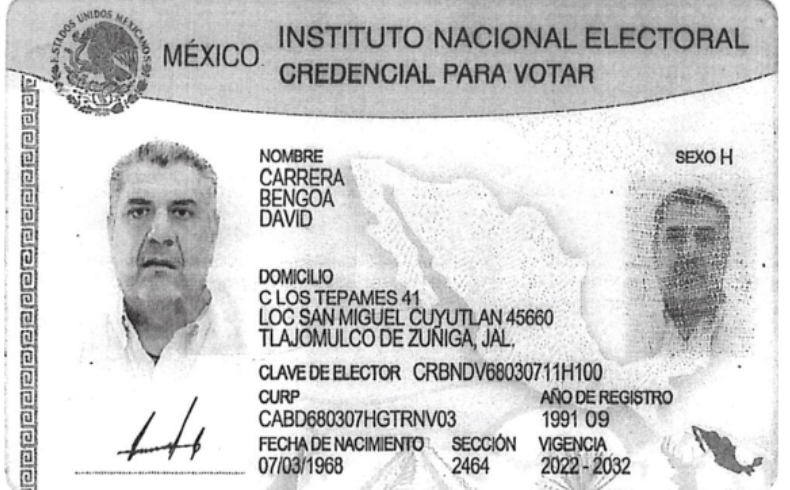 ESTADOS UNIDOS MEXICANOS
MÉXICO
INSTITUTO NACIONAL ELECTORAL
CREDENCIAL PARA VOTAR
NOMBRE
CARRERA
BENGOA
DAVID
SEXO H
DOMICILIO
C LOS TEPAMES 41
LOC SAN MIGUEL CUYUTLAN 45660
TLAJOMULCO DE ZUÑIGA, JAL.
CLAVE DE ELECTOR CRBNDV68030711H100
CURP
CABD680307HGTRNV03
AÑO DE REGISTRO
1991 09
FECHA DE NACIMIENTO
07/03/1968
SECCIÓN
2464
VIGENCIA
2022 - 2032